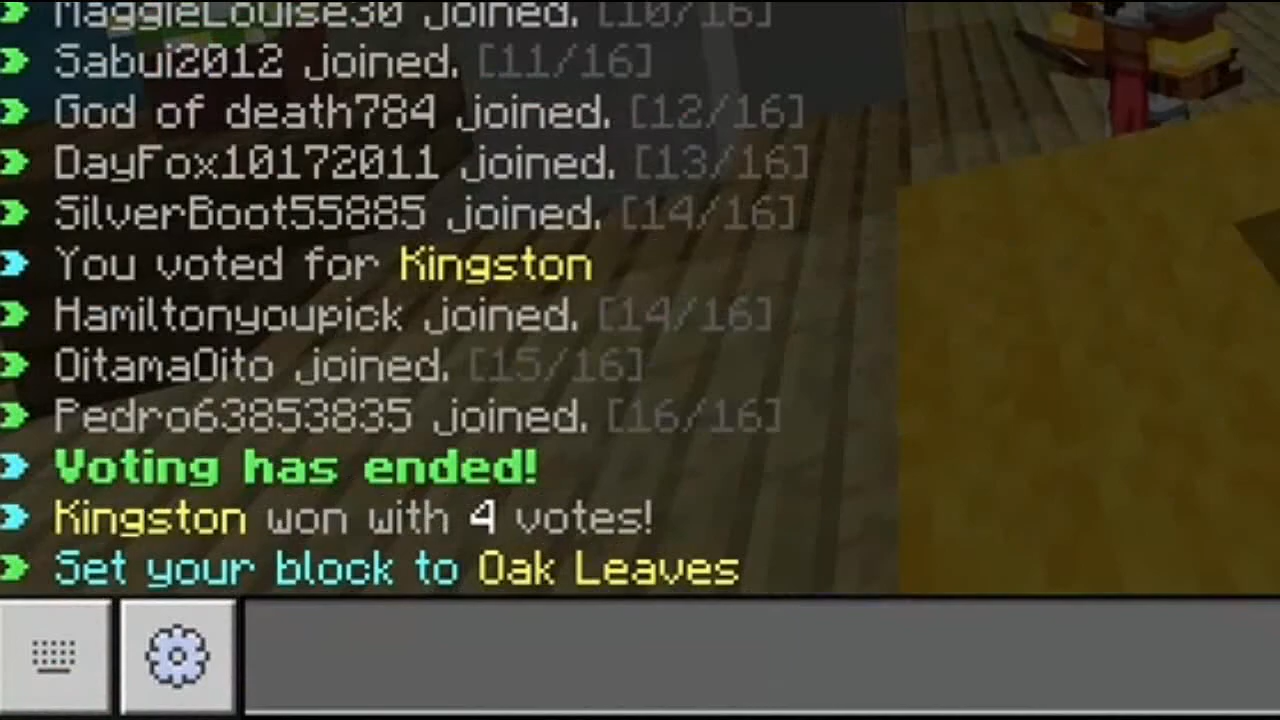 MaggieLouise30 joined. [10/16]
Sabui2012 joined. [11/16]
God of death784 joined. [12/16]
DayFox10172011 joined. [13/16]
SilverBoot55885 joined. [14/16]
You voted for Kingston
Hamiltonyoupick joined. [14/16]
OitamaOito joined. [15/16]
Pedro63853835 joined. [16/16]
Voting has ended!
Kingston won with 4 votes!
Set your block to Oak Leaves